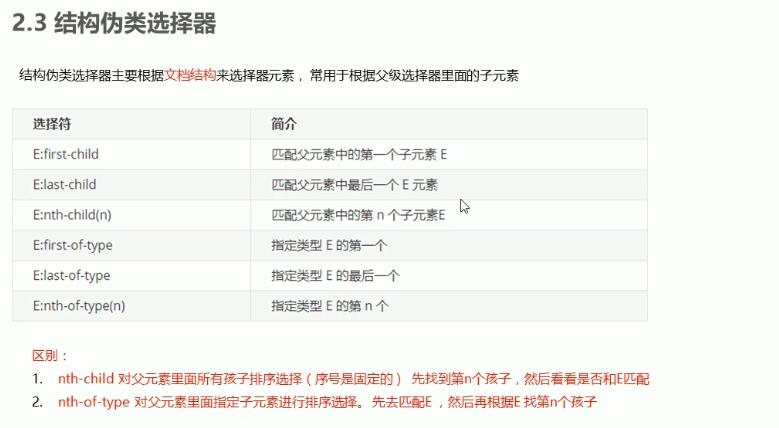 2.3 结构伪类选择器
结构伪类选择器主要根据文档结构来选择器元素，常用于根据父级选择器里面的子元素
选择符 简介
E:first-child 匹配父元素中的第一个子元素 E
E:last-child 匹配父元素中最后一个 E 元素
E:nth-child(n) 匹配父元素中的第 n 个子元素E
E:first-of-type 指定类型 E 的第一个
E:last-of-type 指定类型 E 的最后一个
E:nth-of-type(n) 指定类型 E 的第 n 个
区别：
1. nth-child 对父元素里面所有孩子排序选择（序号是固定的） 先找到第n个孩子，然后看看是否和E匹配
2. nth-of-type 对父元素里面指定子元素进行排序选择。 先去匹配E ，然后再根据E 找第n个孩子